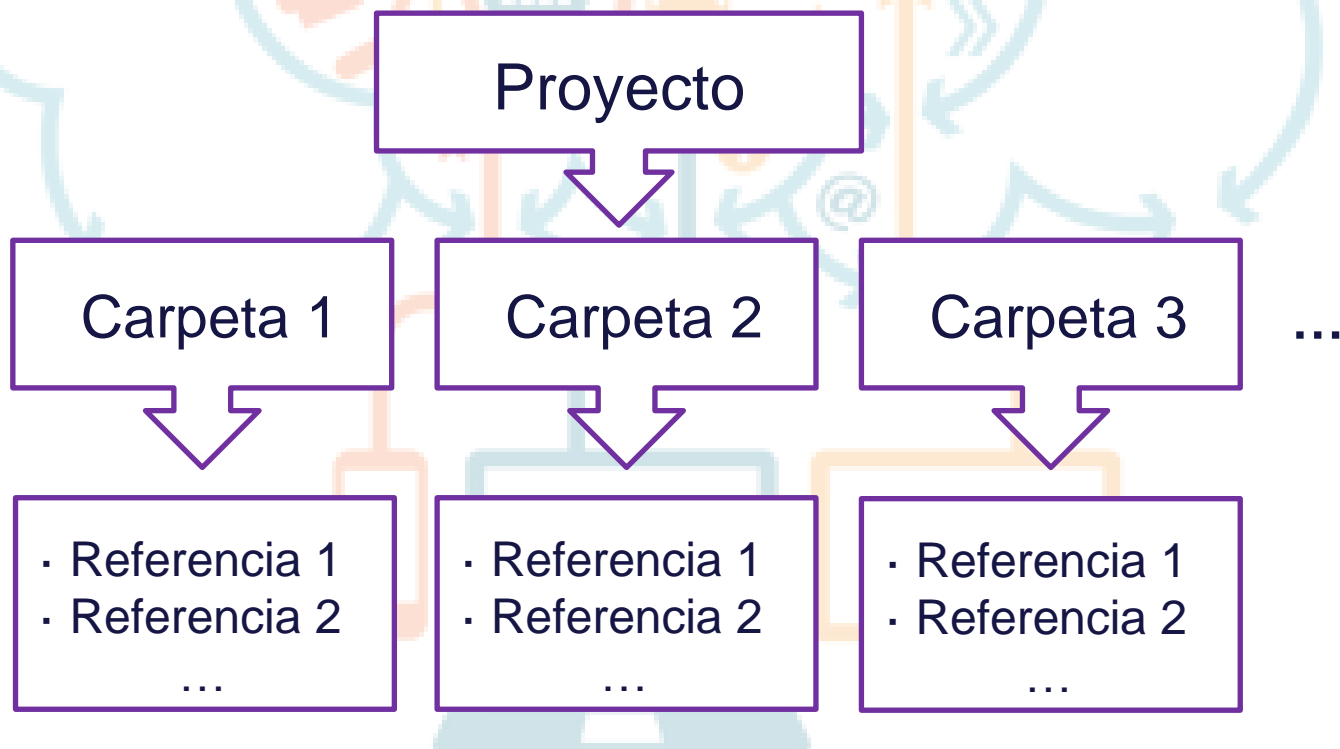 Proyecto
Carpeta 1
Carpeta 2
Carpeta 3
...
· Referencia 1
· Referencia 2
...
· Referencia 1
· Referencia 2
...
· Referencia 1
· Referencia 2
...
@